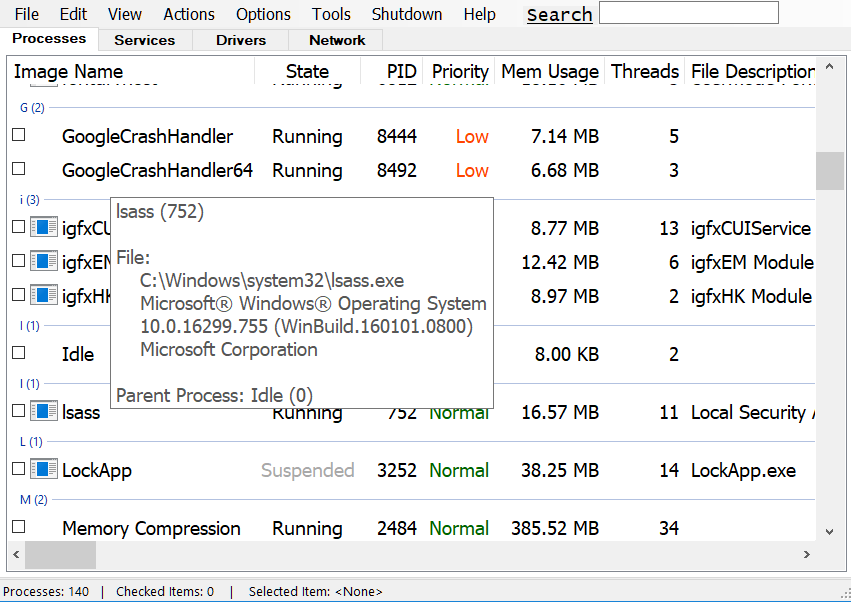 File Edit View Actions Options Tools Shutdown Help Search
Processes Services Drivers Network
Image Name State PID Priority Mem Usage Threads File Description
G (2)
GoogleCrashHandler Running 8444 Low 7.14 MB 5
GoogleCrashHandler64 Running 8492 Low 6.68 MB 3
i (3)
igfxCU 8.77 MB 13 igfxCUIService
igfxEM 12.42 MB 6 igfxEM Module
igfxHK 8.97 MB 2 igfxHK Module
I (1)
Idle 8.00 KB 2
l (1)
lsass Running 752 Normal 16.57 MB 11 Local Security
L (1)
LockApp Suspended 3252 Normal 38.25 MB 14 LockApp.exe
M (2)
Memory Compression Running 2484 Normal 385.52 MB 34
lsass (752)
File:
C:\Windows\system32\lsass.exe
Microsoft® Windows® Operating System
10.0.16299.755 (WinBuild.160101.0800)
Microsoft Corporation
Parent Process: Idle (0)
Processes: 140 | Checked Items: 0 | Selected Item: <None>